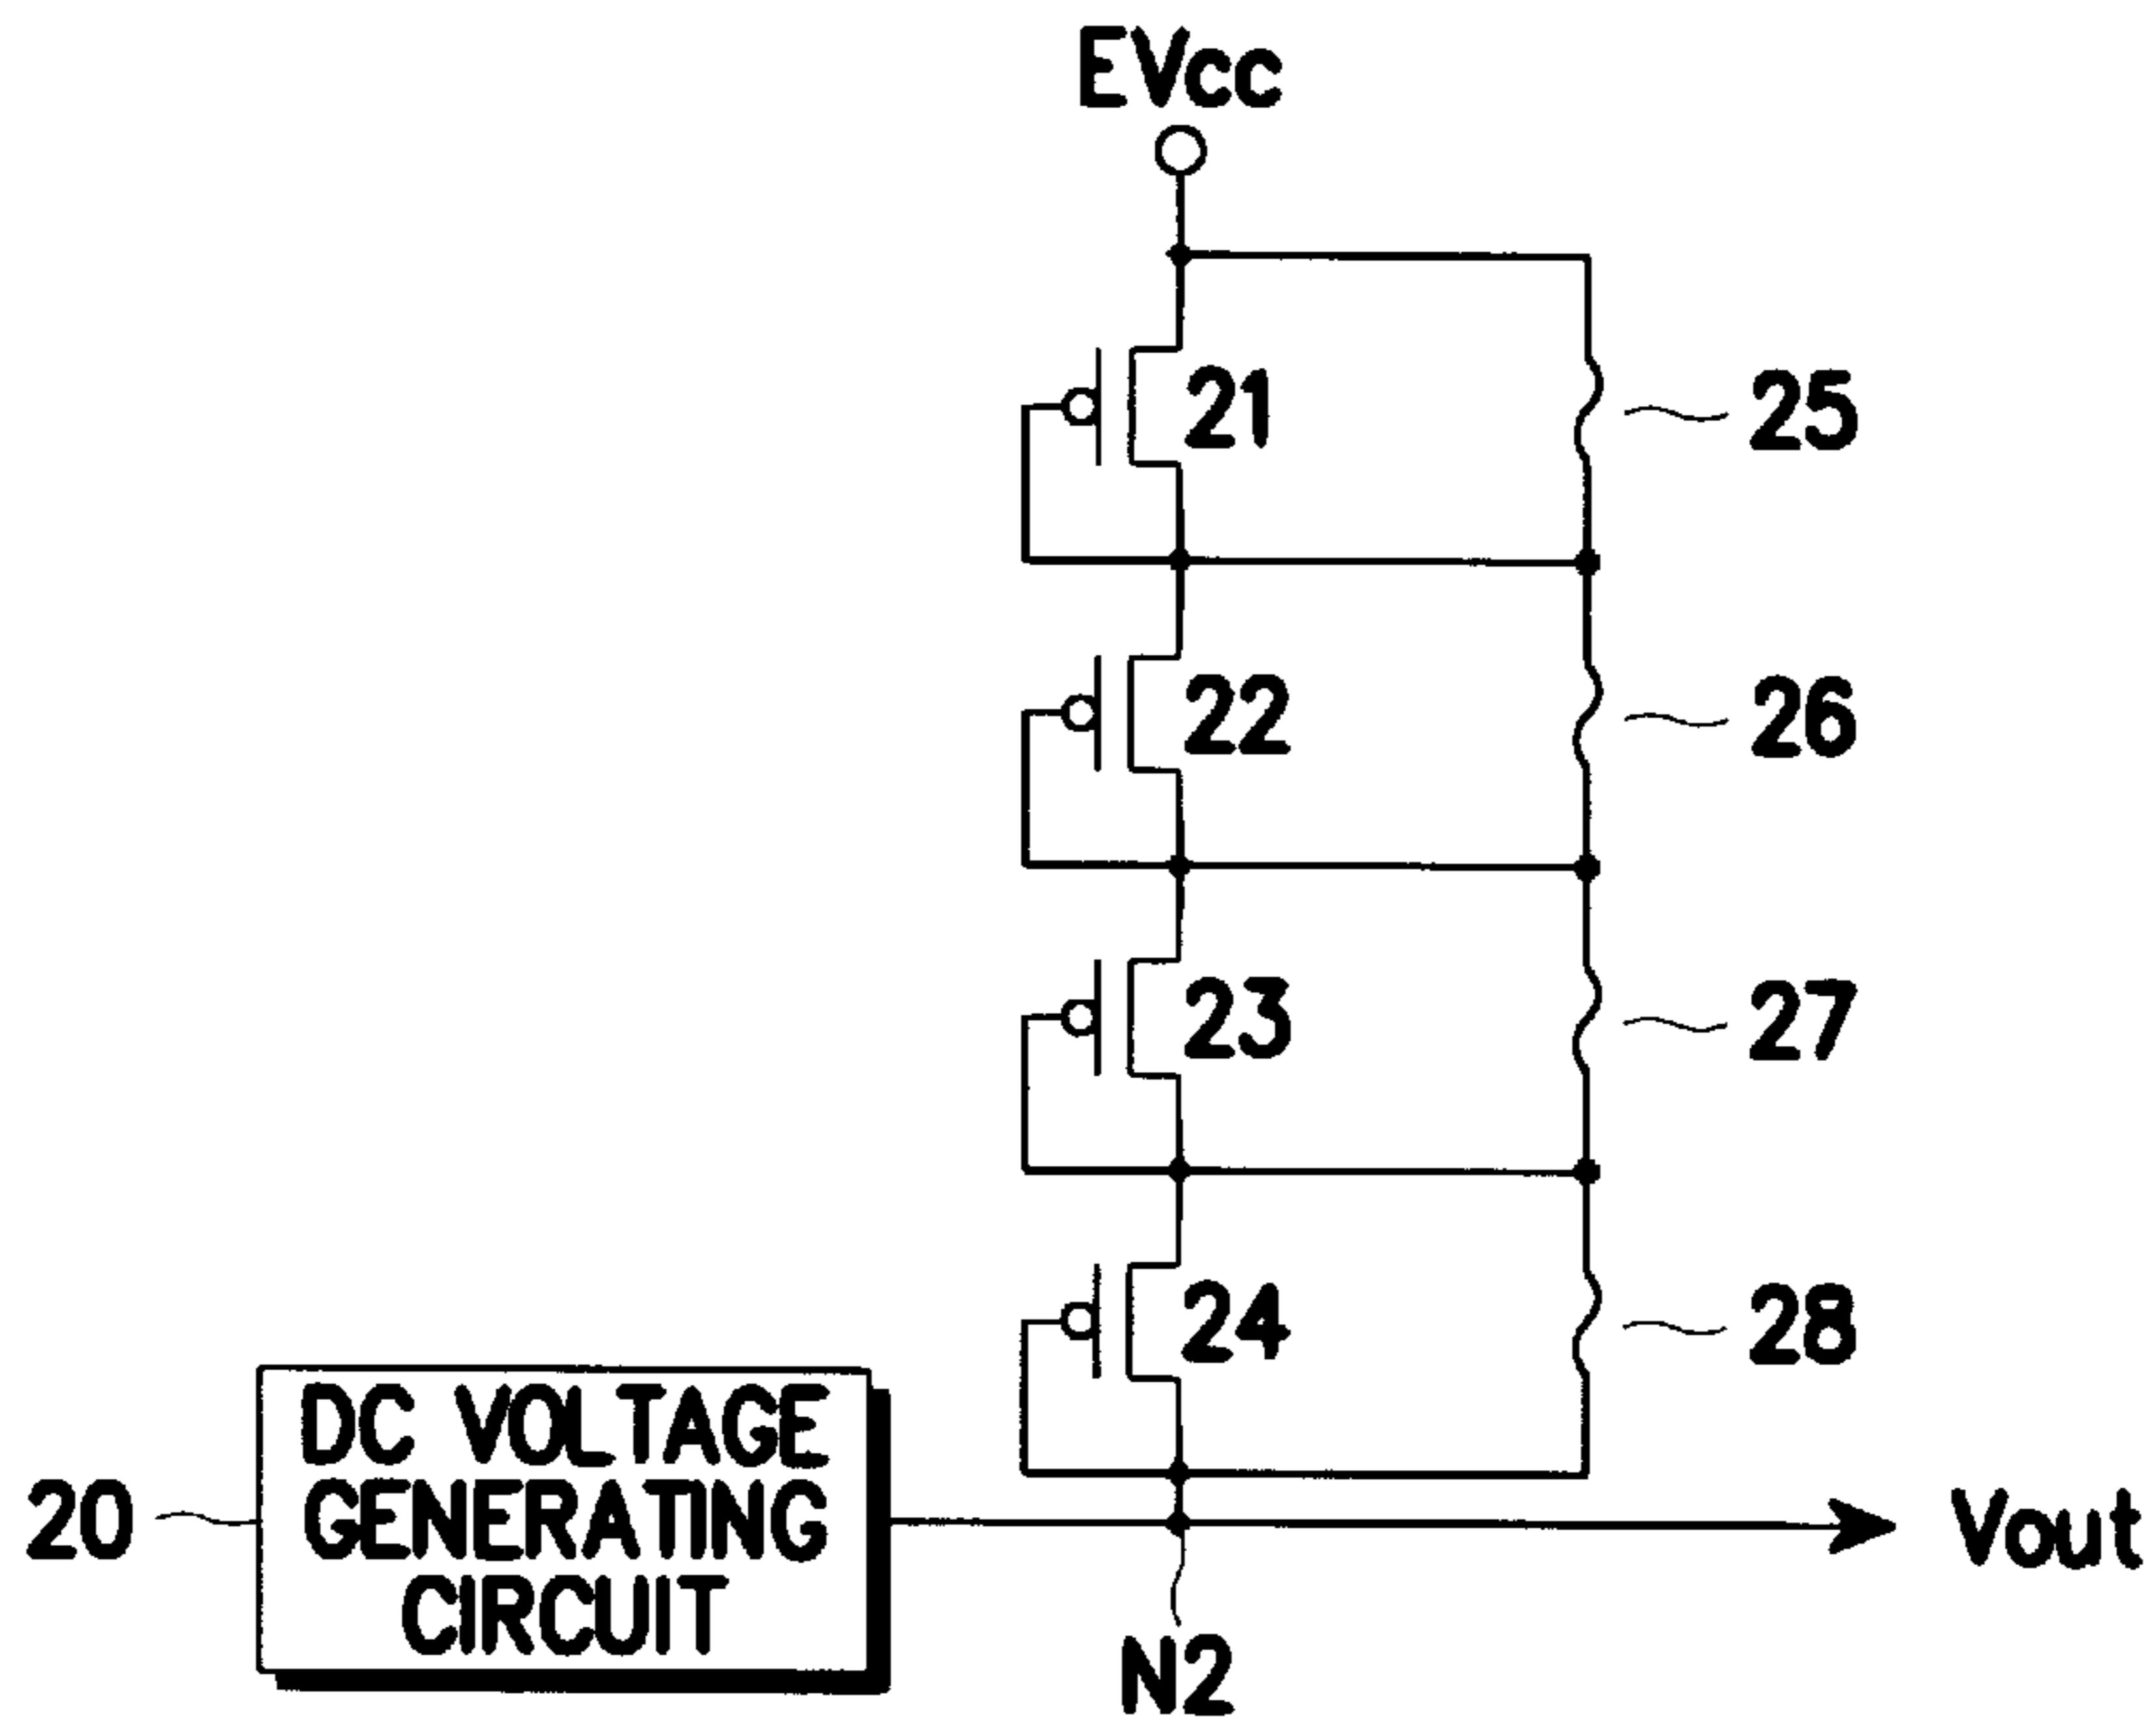 EVcc
21
25
22
26
23
27
24
28
DC VOLTAGE
GENERATING
CIRCUIT
20
Vout
N2